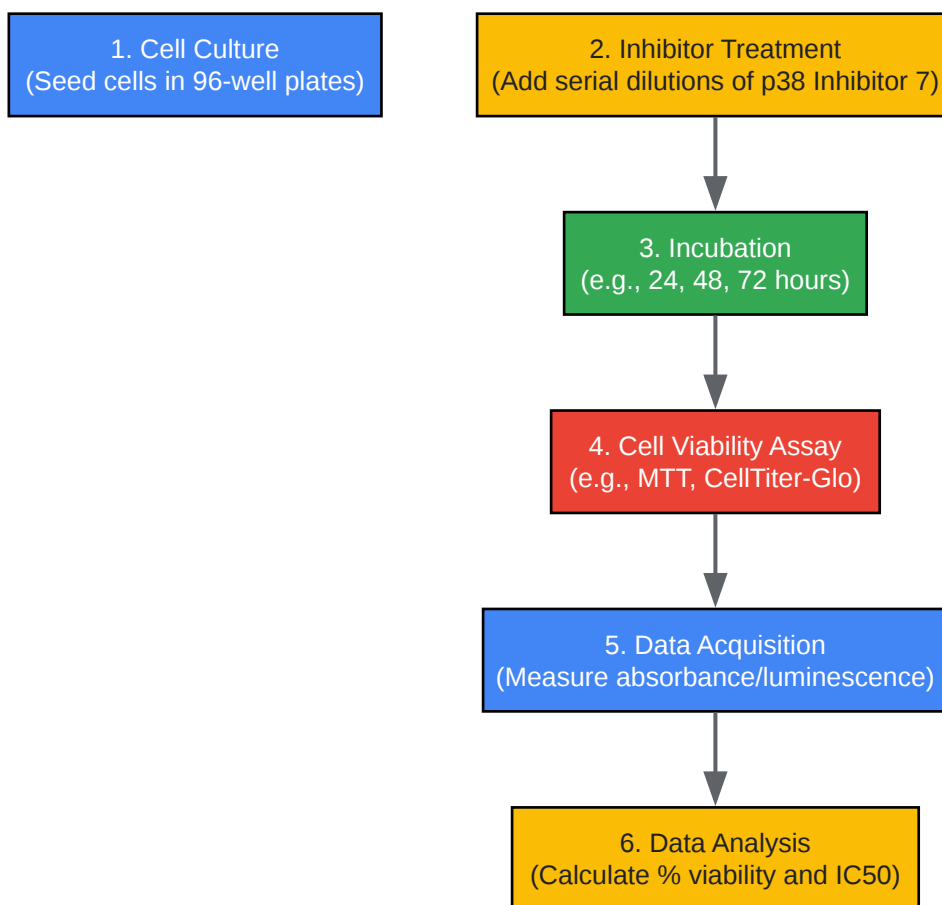 1. Cell Culture
(Seed cells in 96-well plates)
2. Inhibitor Treatment
(Add serial dilutions of p38 Inhibitor 7)
3. Incubation
(e.g., 24, 48, 72 hours)
4. Cell Viability Assay
(e.g., MTT, CellTiter-Glo)
5. Data Acquisition
(Measure absorbance/luminescence)
6. Data Analysis
(Calculate % viability and IC50)